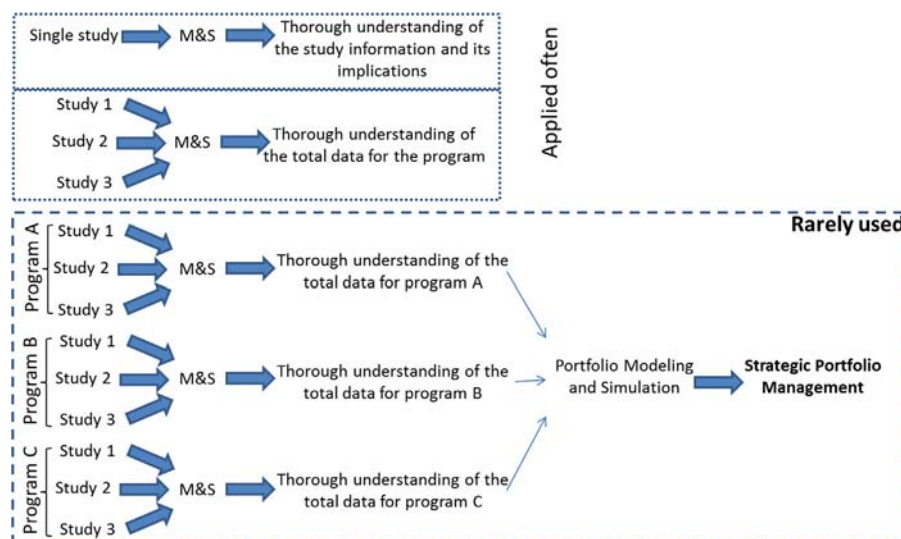 Single study
M&S
Thorough understanding of
the study information and its
implications
Applied often
Study 1
Study 2
M&S
Thorough understanding of
the total data for the program
Study 3
Rarely used
Program A
Study 1
Study 2
M&S
Thorough understanding of the
total data for program A
Study 3
Program B
Study 1
Study 2
M&S
Thorough understanding of the
total data for program B
Study 3
Portfolio Modeling
and Simulation
Strategic Portfolio
Management
Program C
Study 1
Study 2
M&S
Thorough understanding of the
total data for program C
Study 3